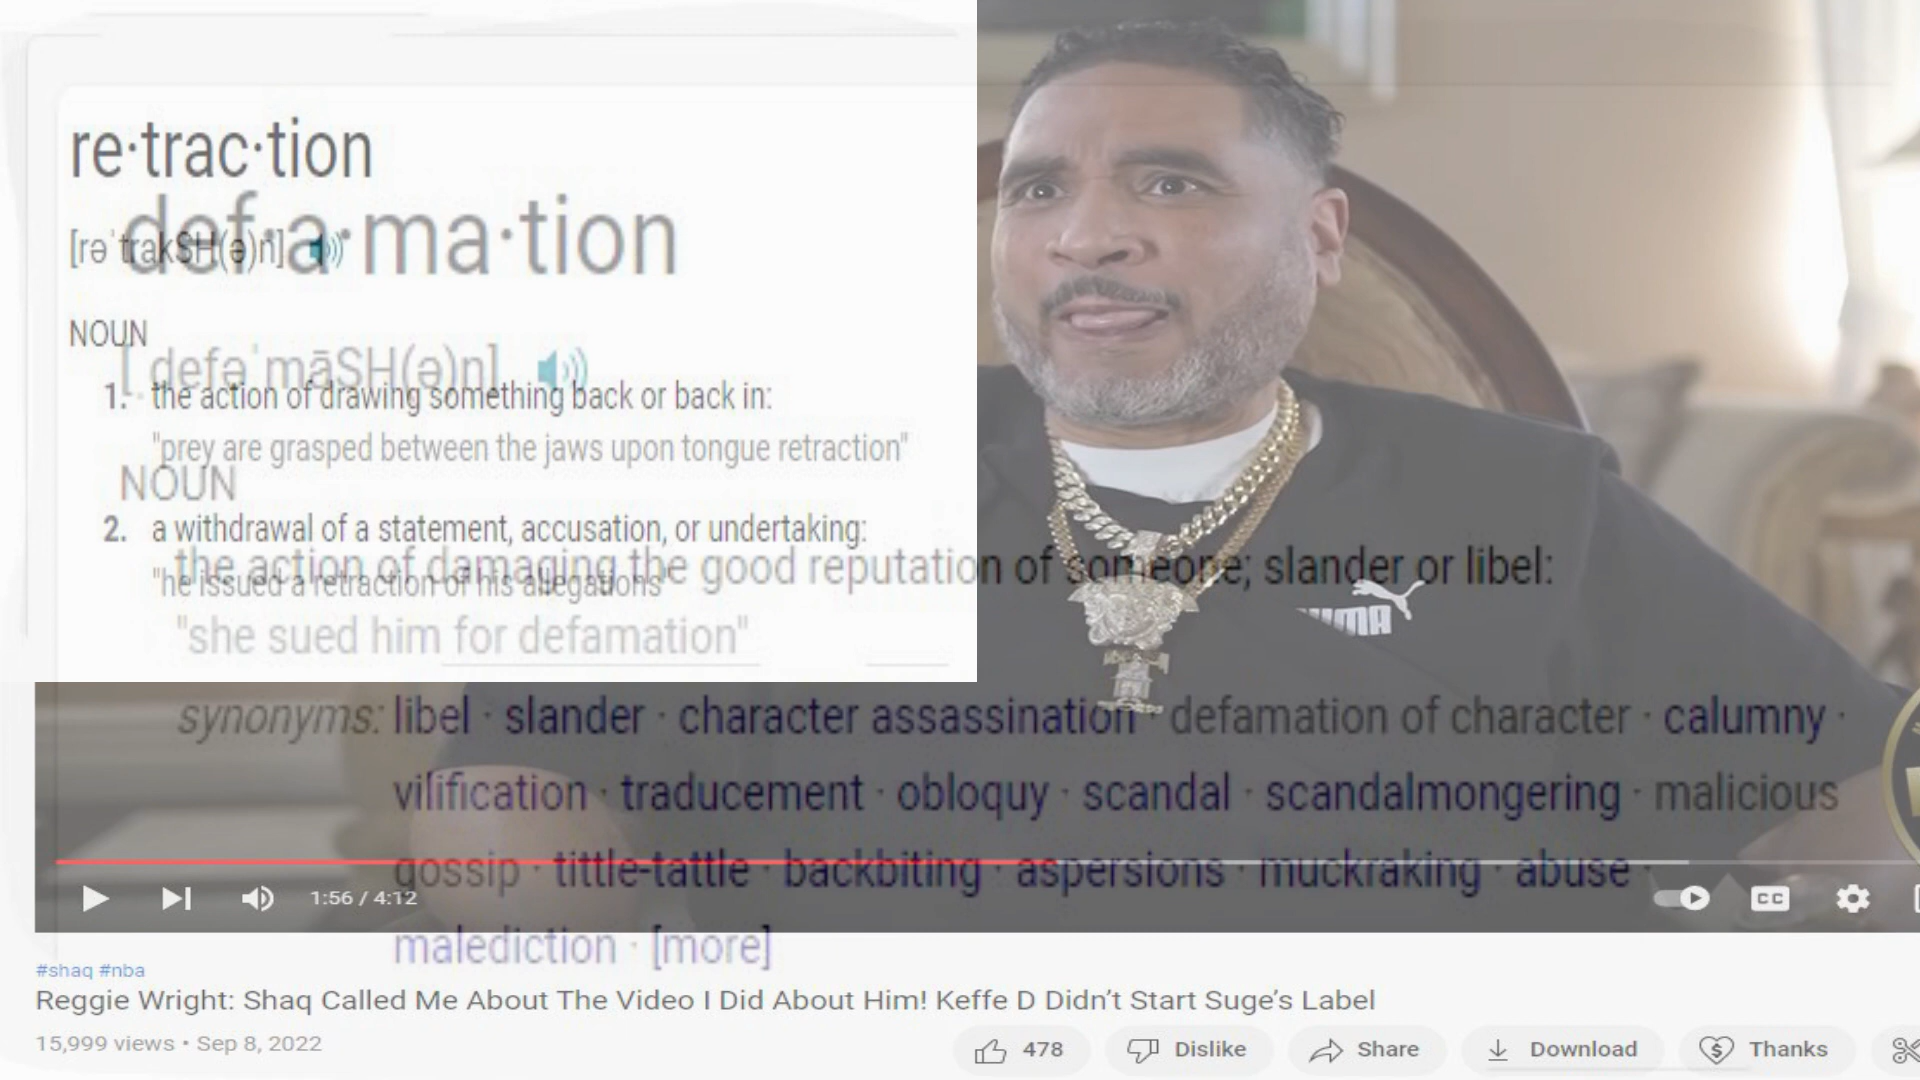 re·trac·tion
def·a·ma·tion
[rəˈtrakSH(ə)n]
NOUN
[ˌdefəˈmāSH(ə)n]
1. the action of drawing something back or back in:
"prey are grasped between the jaws upon tongue retraction"
NOUN
2. a withdrawal of a statement, accusation, or undertaking:
the action of damaging the good reputation of someone; slander or libel:
"he issued a retraction of his allegations"
PUMA
"she sued him for defamation"
synonyms: libel · slander · character assassination · defamation of character · calumny ·
vilification · traducement · obloquy · scandal · scandalmongering · malicious
gossip · tittle-tattle · backbiting · aspersions · muckraking · abuse ·
1:56 / 4:12
CC
malediction · [more]
#shaq #nba
Reggie Wright: Shaq Called Me About The Video I Did About Him! Keffe D Didn’t Start Suge’s Label
15,999 views • Sep 8, 2022
478 Dislike Share Download Thanks